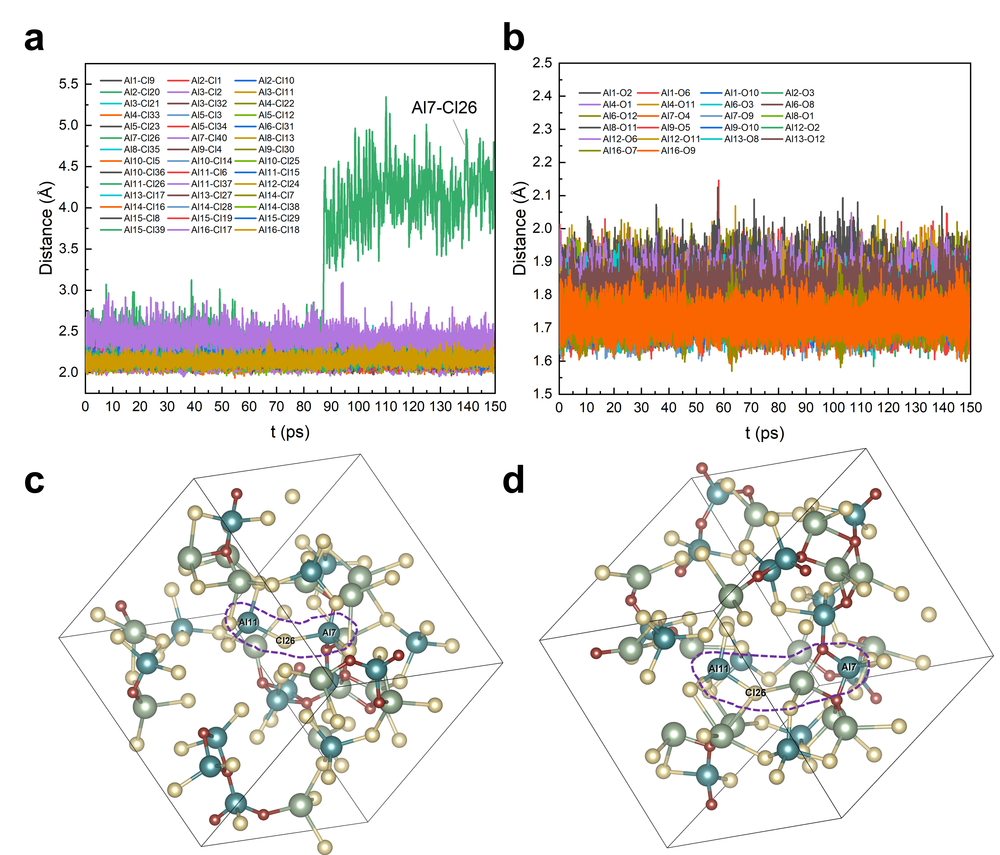 a
b
Al1-Cl9 Al2-Cl1 Al2-Cl10
Al2-Cl20 Al3-Cl2 Al3-Cl11
Al3-Cl21 Al3-Cl32 Al4-Cl22
Al4-Cl33 Al5-Cl3 Al5-Cl12
Al5-Cl23 Al5-Cl34 Al6-Cl31
Al7-Cl26 Al7-Cl40 Al8-Cl13
Al8-Cl35 Al9-Cl4 Al9-Cl30
Al10-Cl5 Al10-Cl14 Al10-Cl25
Al10-Cl36 Al11-Cl6 Al11-Cl15
Al11-Cl26 Al11-Cl37 Al12-Cl24
Al13-Cl17 Al13-Cl27 Al14-Cl7
Al14-Cl16 Al14-Cl28 Al14-Cl38
Al15-Cl8 Al15-Cl19 Al15-Cl29
Al15-Cl39 Al16-Cl17 Al16-Cl18
Al7-Cl26
5.5
5.0
4.5
4.0
3.5
3.0
2.5
2.0
Distance (Å)
0 10 20 30 40 50 60 70 80 90 100 110 120 130 140 150
t (ps)
Al1-O2 Al1-O6 Al1-O10 Al2-O3
Al4-O1 Al4-O11 Al6-O3 Al6-O8
Al6-O12 Al7-O4 Al7-O9 Al8-O1
Al8-O11 Al9-O5 Al9-O10 Al12-O2
Al12-O6 Al12-O11 Al13-O8 Al13-O12
Al16-O7 Al16-O9
2.5
2.4
2.3
2.2
2.1
2.0
1.9
1.8
1.7
1.6
1.5
Distance (Å)
0 10 20 30 40 50 60 70 80 90 100 110 120 130 140 150
t (ps)
c
Al11
Cl26
Al7
d
Al11
Cl26
Al7